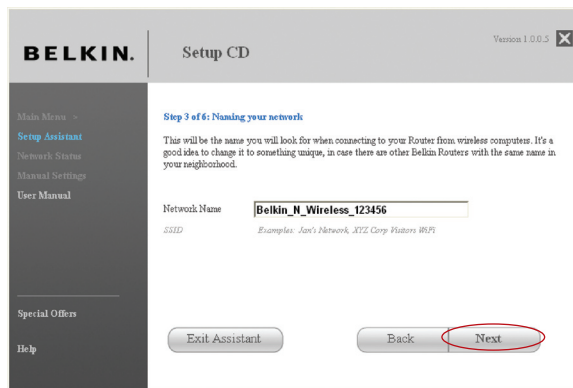 BELKIN.
Setup CD
Version 1.0.0.5
Main Menu >
Setup Assistant
Network Status
Manual Settings
User Manual
Special Offers
Help
Step 3 of 6: Naming your network
This will be the name you will look for when connecting to your Router from wireless computers. It's a
good idea to change it to something unique, in case there are other Belkin Routers with the same name in
your neighborhood.
Network Name
Belkin_N_Wireless_123456
SSID
Examples: Jan's Network, XYZ Corp Visitors WiFi
Exit Assistant
Back
Next